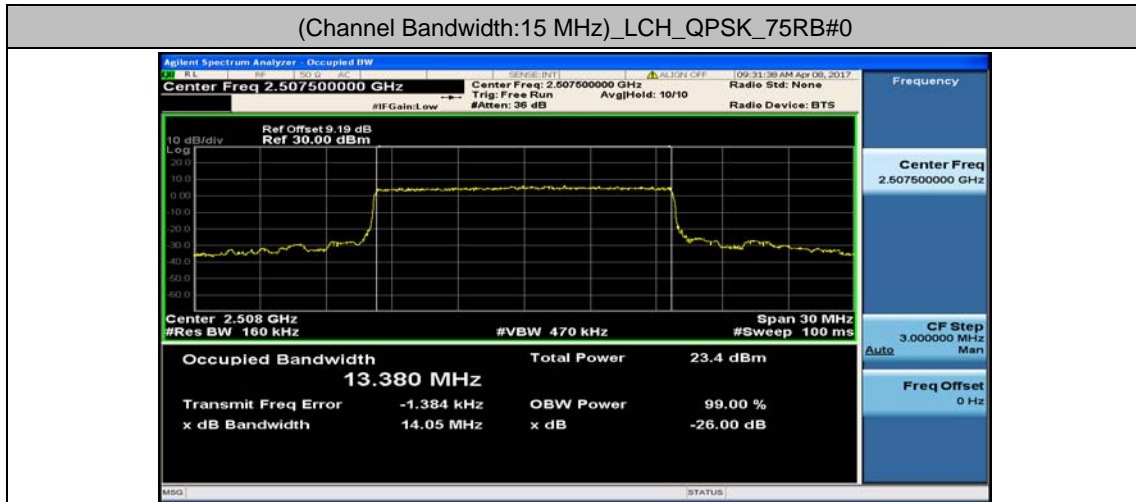 (Channel Bandwidth:15 MHz)_LCH_QPSK_75RB#0
Agilent Spectrum Analyzer - Occupied BW
RL RF 50 Ω AC SENSE:INT ALIGN OFF 09:31:38 AM Apr 08, 2017
Center Freq 2.507500000 GHz
Center Freq: 2.507500000 GHz
Radio Std: None
Trig: Free Run Avg|Hold: 10/10
#IFGain:Low
#Atten: 36 dB
Radio Device: BTS
Ref Offset 9.19 dB
10 dB/div Ref 30.00 dBm
Log
20.0
10.0
0.00
-10.0
-20.0
-30.0
-40.0
-50.0
-60.0
Center 2.508 GHz Span 30 MHz
#Res BW 160 kHz #VBW 470 kHz #Sweep 100 ms
Occupied Bandwidth Total Power 23.4 dBm
13.380 MHz
Transmit Freq Error -1.384 kHz OBW Power 99.00 %
x dB Bandwidth 14.05 MHz x dB -26.00 dB
Frequency
Center Freq
2.507500000 GHz
CF Step
3.000000 MHz
Auto Man
Freq Offset
0 Hz
MSG STATUS